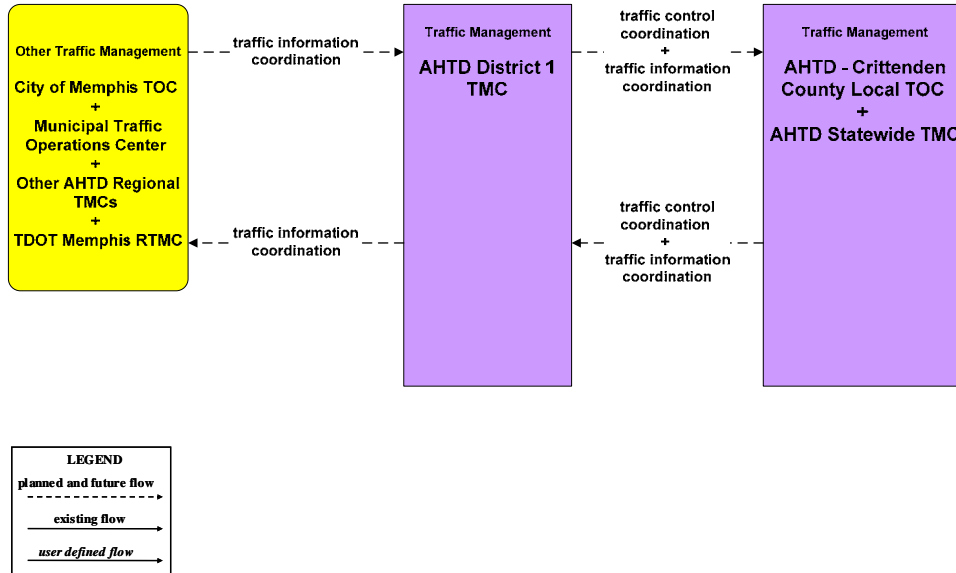 Other Traffic Management
City of Memphis TOC
+
Municipal Traffic
Operations Center
+
Other AHTD Regional
TMCs
+
TDOT Memphis RTMC
traffic information
coordination
traffic information
coordination
Traffic Management
AHTD District 1
TMC
traffic control
coordination
+
traffic information
coordination
traffic control
coordination
+
traffic information
coordination
Traffic Management
AHTD - Crittenden
County Local TOC
+
AHTD Statewide TMC
LEGEND
planned and future flow
existing flow
user defined flow